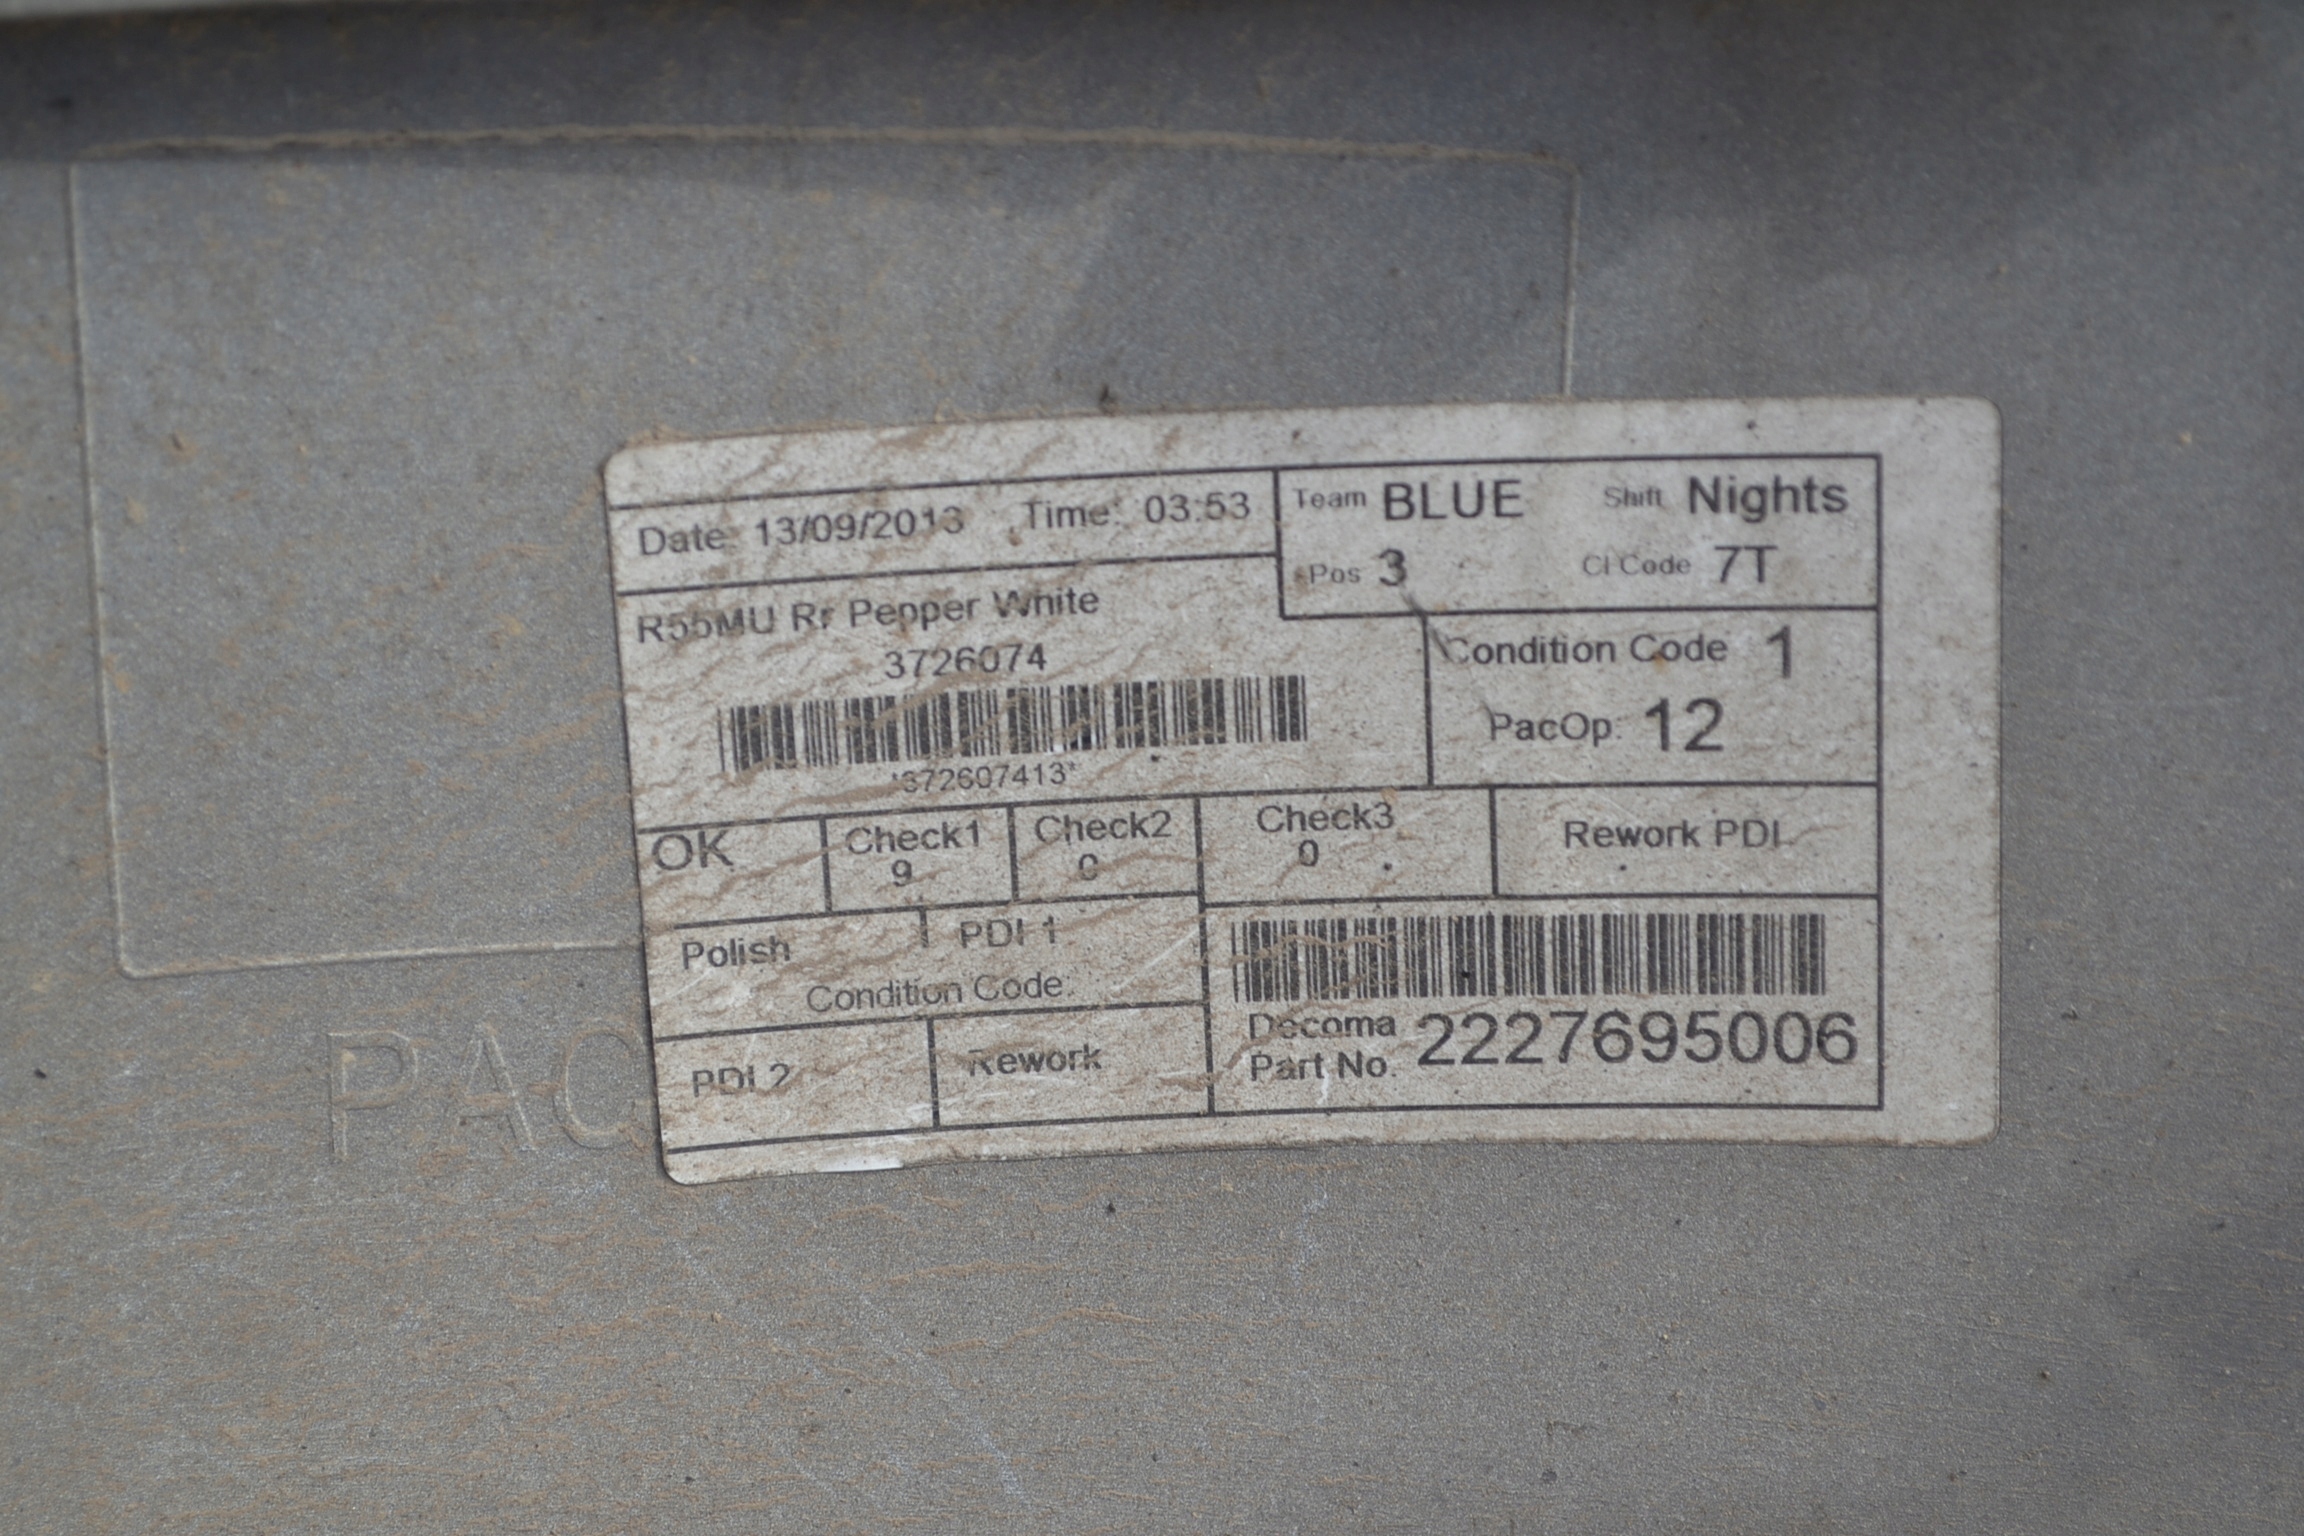 Date: 13/09/2013 Time: 03:53
Team BLUE Shift Nights
Pos 3 CI Code 7T
R55MU Rr Pepper White
3726074
*372607413*
Condition Code 1
PacOp: 12
OK Check1 Check2 Check3 Rework PDI
9 0 0
Polish PDI 1
Condition Code:
PDI 2 Rework
Decoma
Part No. 2227695006
PAC